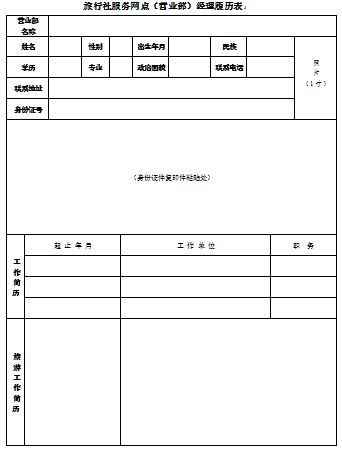 旅行社服务网点（营业部）经理履历表
营业部
名称
姓名 性别 出生年月 民族
照
片
（1寸）
学历 专业 政治面貌 联系电话
联系地址
身份证号
（身份证件复印件粘贴处）
工作简历
起 止 年 月 工 作 单 位 职 务
旅游工作简历